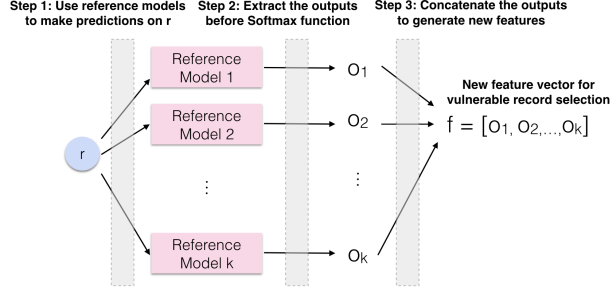 Step 1: Use reference models
to make predictions on r
Step 2: Extract the outputs
before Softmax function
Step 3: Concatenate the outputs
to generate new features
Reference
Model 1
O1
Reference
Model 2
O2
r
⋮
⋮
Reference
Model k
Ok
New feature vector for
vulnerable record selection
f = [O1, O2,...,Ok]